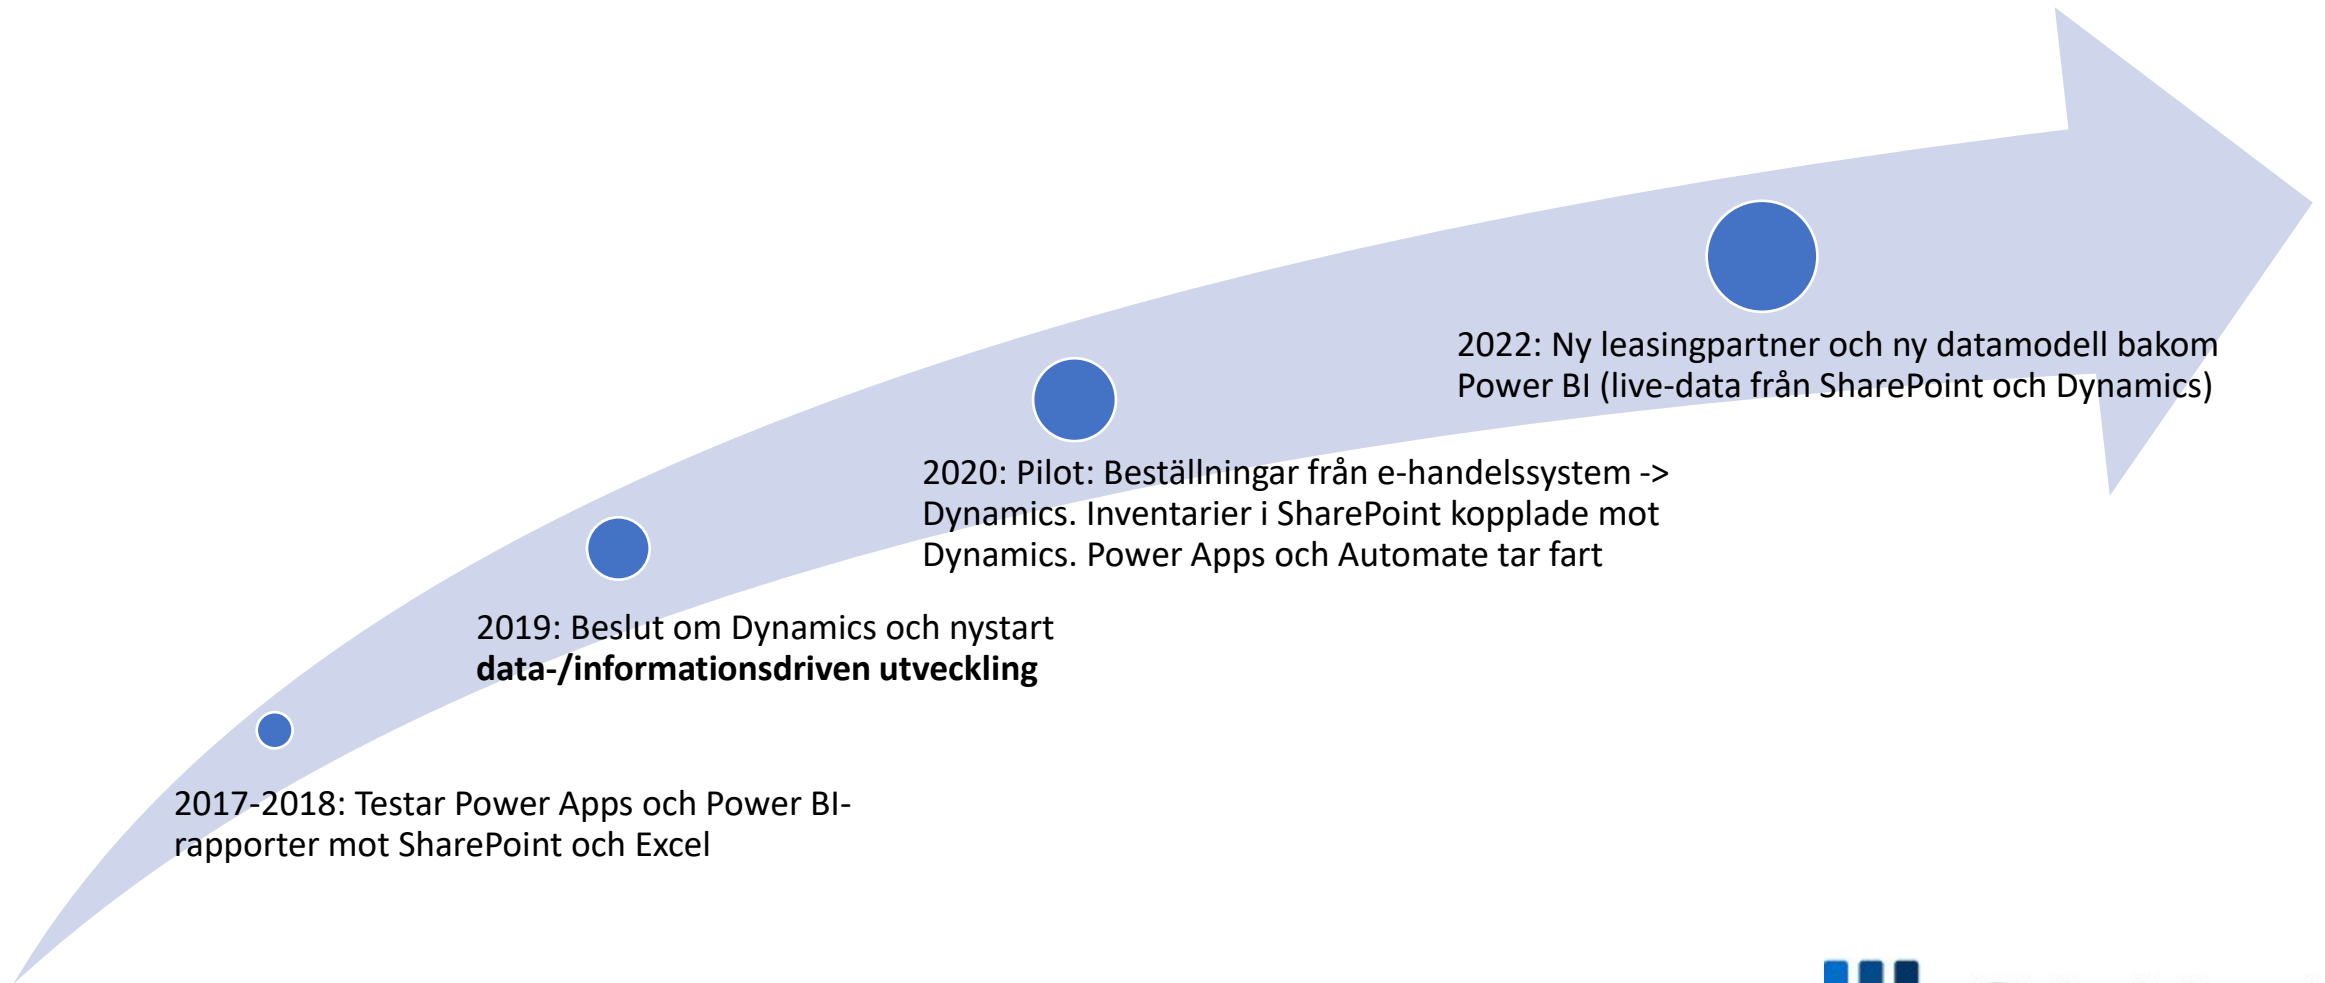 2022: Ny leasingpartner och ny datamodell bakom
Power BI (live-data från SharePoint och Dynamics)
2020: Pilot: Beställningar från e-handelssystem ->
Dynamics. Inventarier i SharePoint kopplade mot
Dynamics. Power Apps och Automate tar fart
2019: Beslut om Dynamics och nystart
data-/informationsdriven utveckling
2017-2018: Testar Power Apps och Power BI-
rapporter mot SharePoint och Excel